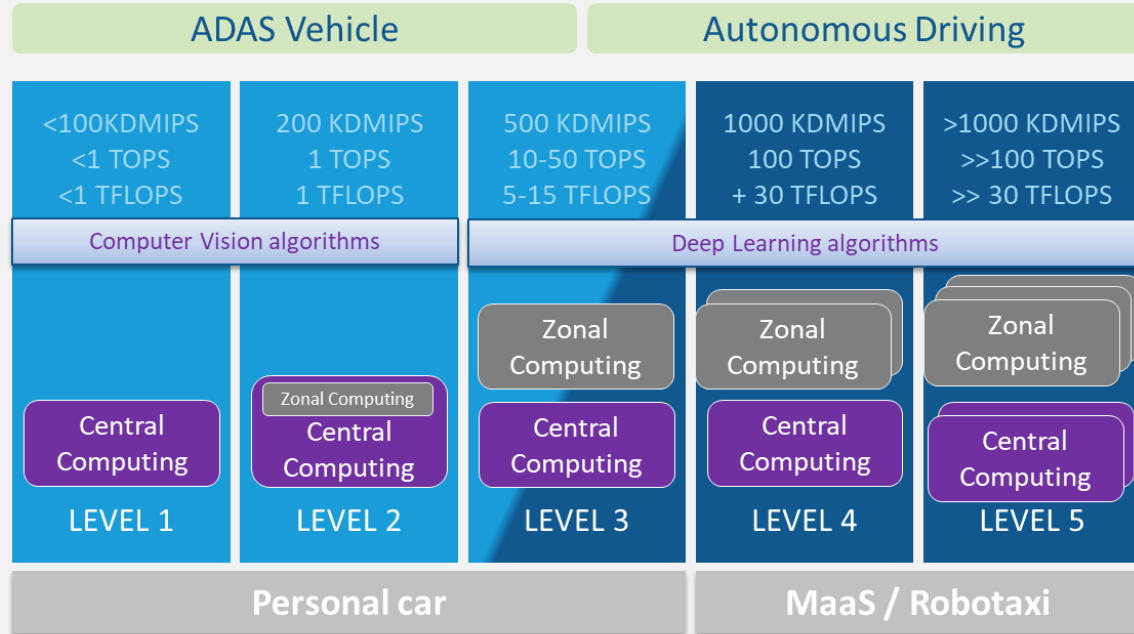 ADAS Vehicle
Autonomous Driving
<100KDMIPS
<1 TOPS
<1 TFLOPS
200 KDMIPS
1 TOPS
1 TFLOPS
500 KDMIPS
10-50 TOPS
5-15 TFLOPS
1000 KDMIPS
100 TOPS
+ 30 TFLOPS
>1000 KDMIPS
>>100 TOPS
>> 30 TFLOPS
Computer Vision algorithms
Deep Learning algorithms
Central
Computing
LEVEL 1
Zonal Computing
Central
Computing
LEVEL 2
Zonal
Computing
Central
Computing
LEVEL 3
Zonal
Computing
Central
Computing
LEVEL 4
Zonal
Computing
Central
Computing
LEVEL 5
Personal car
MaaS / Robotaxi